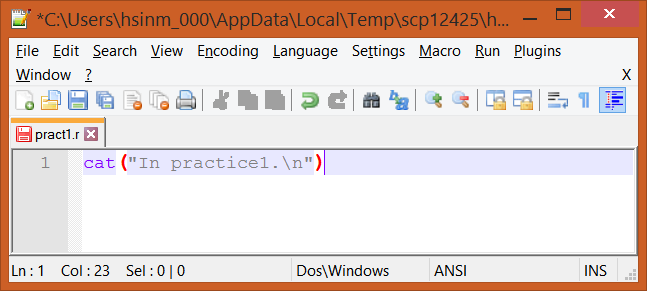 *C:\Users\hsinm_000\AppData\Local\Temp\scp12425\h...
File Edit Search View Encoding Language Settings Macro Run Plugins
Window ? X
pract1.r
1 cat("In practice1.\n")
Ln : 1 Col : 23 Sel : 0 | 0 Dos\Windows ANSI INS